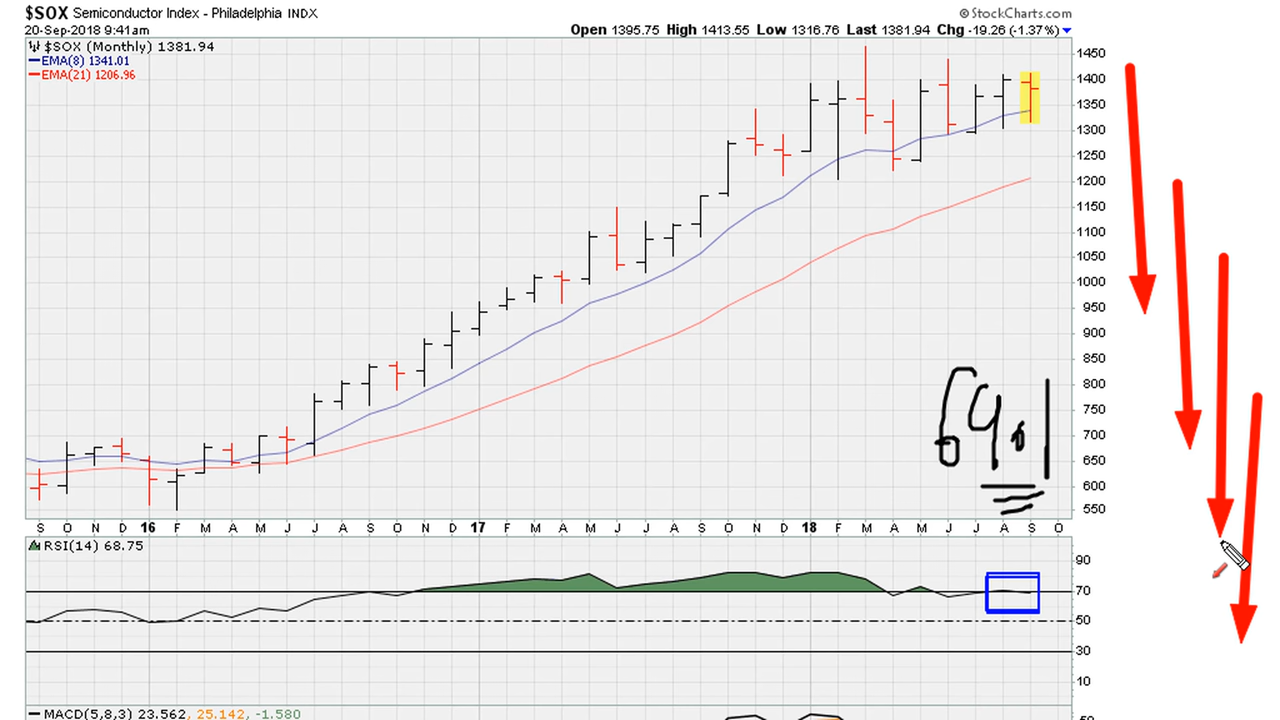 $SOX Semiconductor Index - Philadelphia INDX
© StockCharts.com
20-Sep-2018 9:41am
Open 1395.75 High 1413.55 Low 1316.76 Last 1381.94 Chg -19.26 (-1.37%)
$SOX (Monthly) 1381.94
EMA(8) 1341.01
EMA(21) 1206.96
1450
1400
1350
1300
1250
1200
1150
1100
1050
1000
950
900
850
800
750
700
650
600
550
69.1
S O N D 16 F M A M J J A S O N D 17 F M A M J J A S O N D 18 F M A M J J A S O
RSI(14) 68.75
90
70
50
30
10
MACD(5,8,3) 23.562, 25.142, -1.580